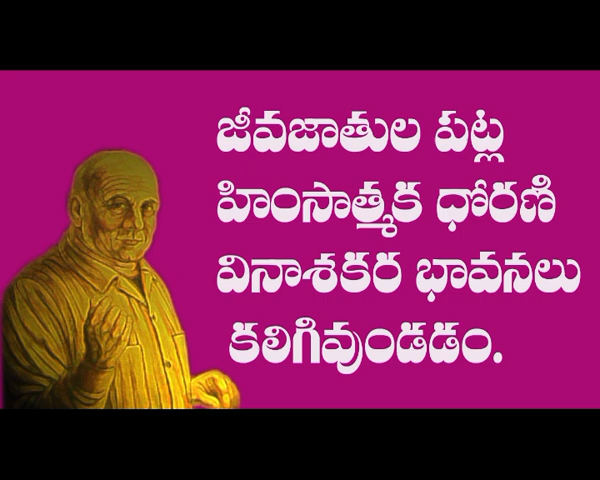 జీవజాతుల పట్ల
హింసాత్మక ధోరణి
వినాశకర భావనలు
కలిగివుండడం.